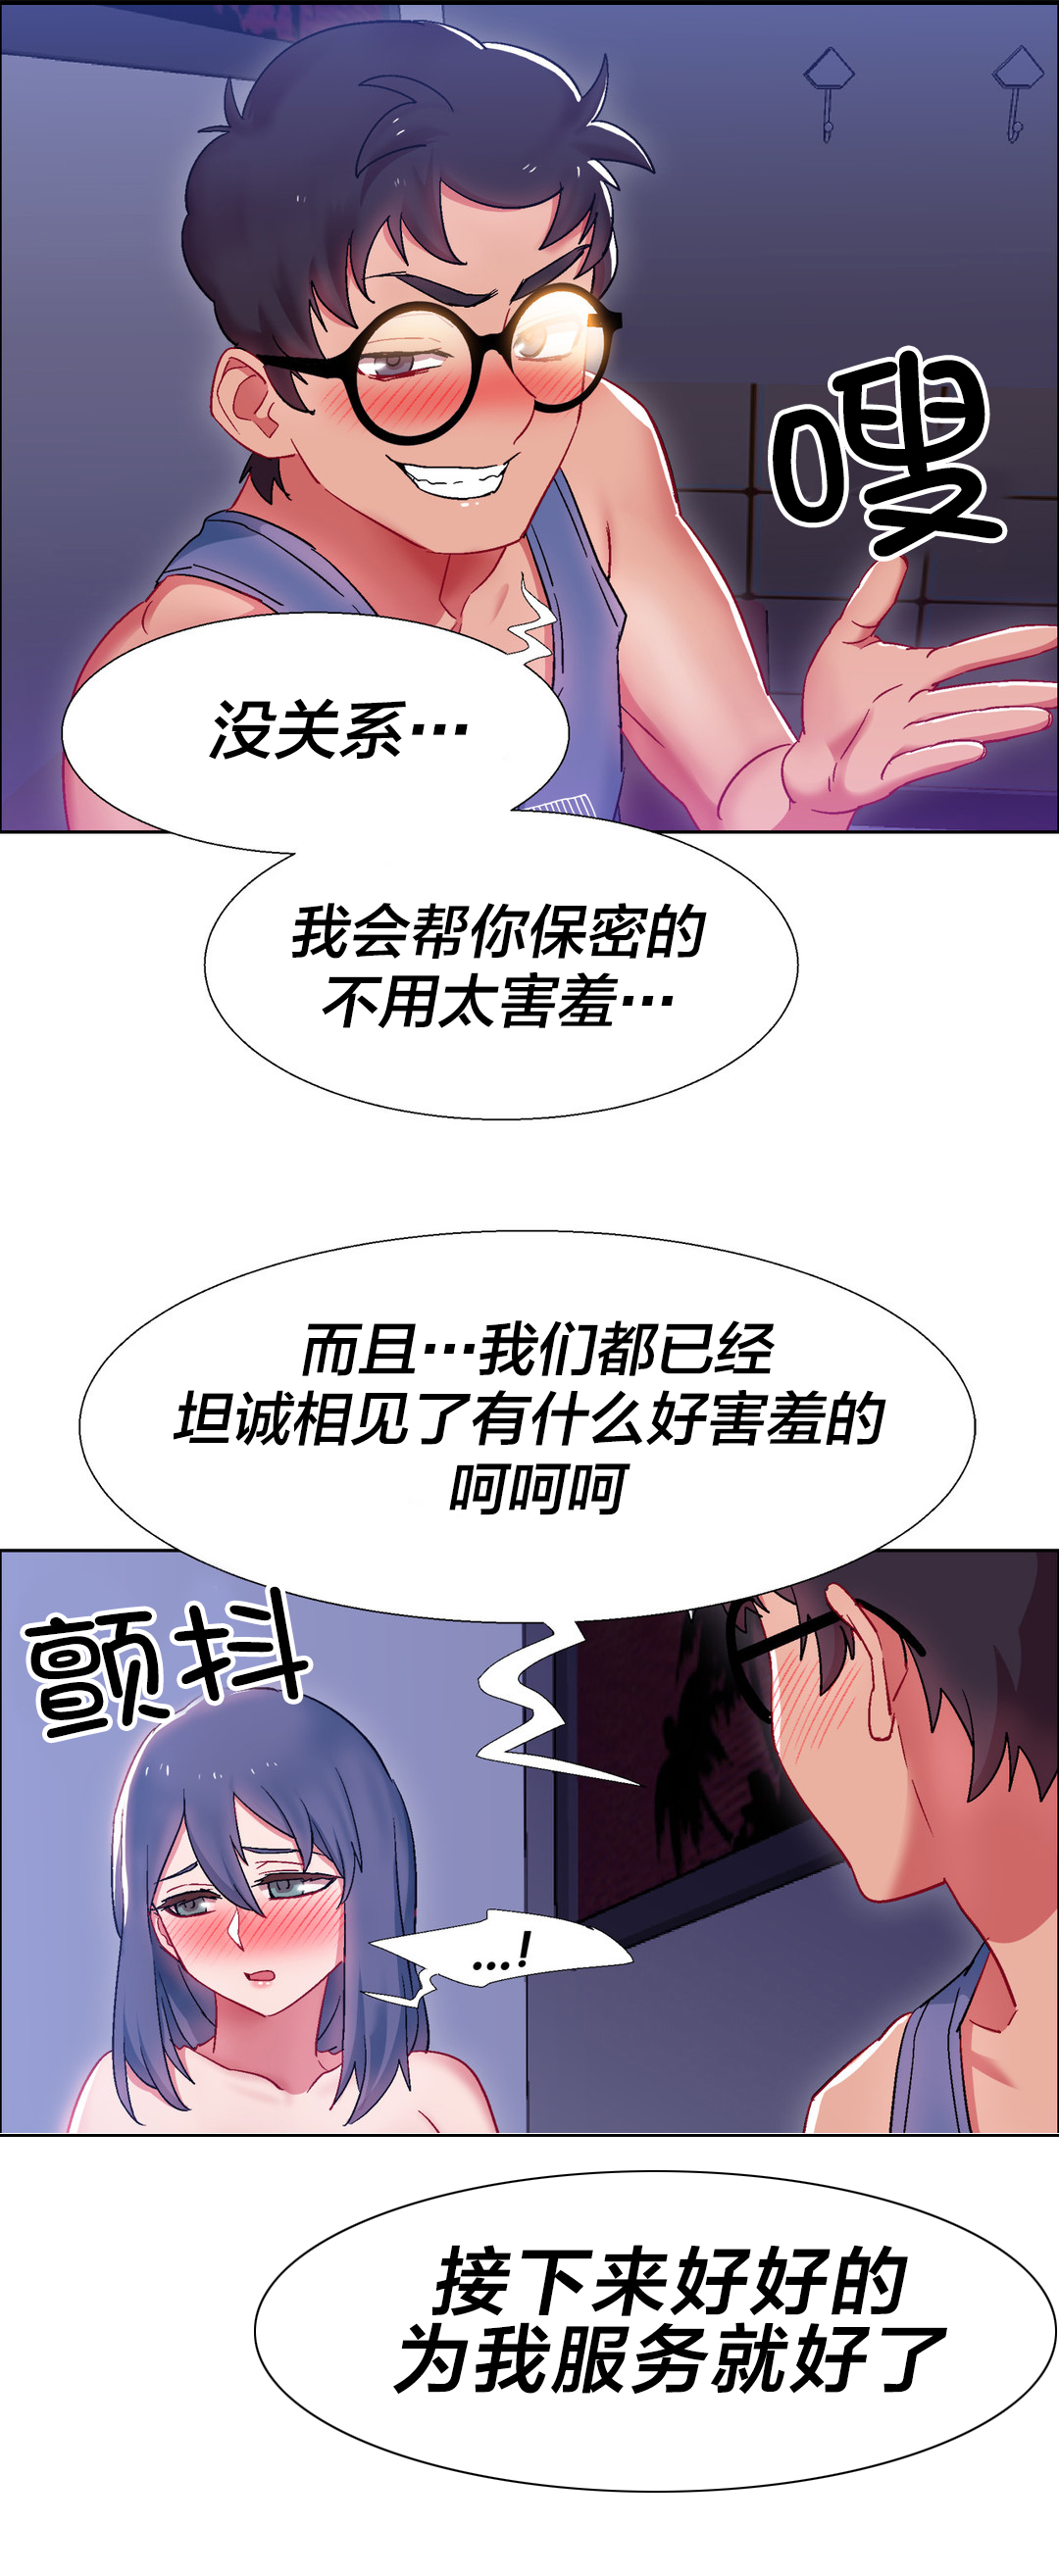 嗖
没关系…
我会帮你保密的
不用太害羞…
而且…我们都已经
坦诚相见了有什么好害羞的
呵呵呵
颤抖
...!
接下来好好的
为我服务就好了